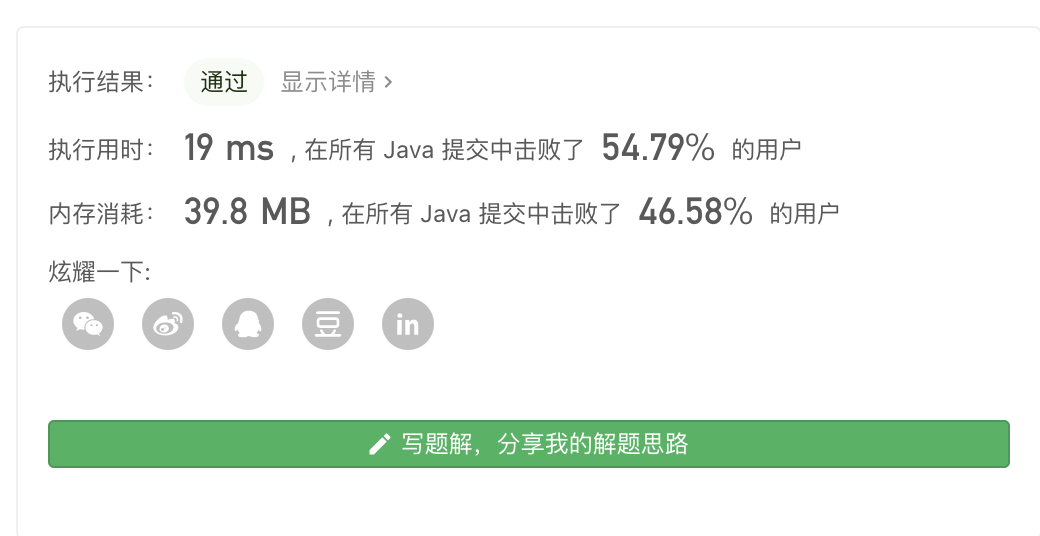 执行结果： 通过 显示详情 >
执行用时： 19 ms , 在所有 Java 提交中击败了 54.79% 的用户
内存消耗： 39.8 MB , 在所有 Java 提交中击败了 46.58% 的用户
炫耀一下:
豆 in
写题解，分享我的解题思路